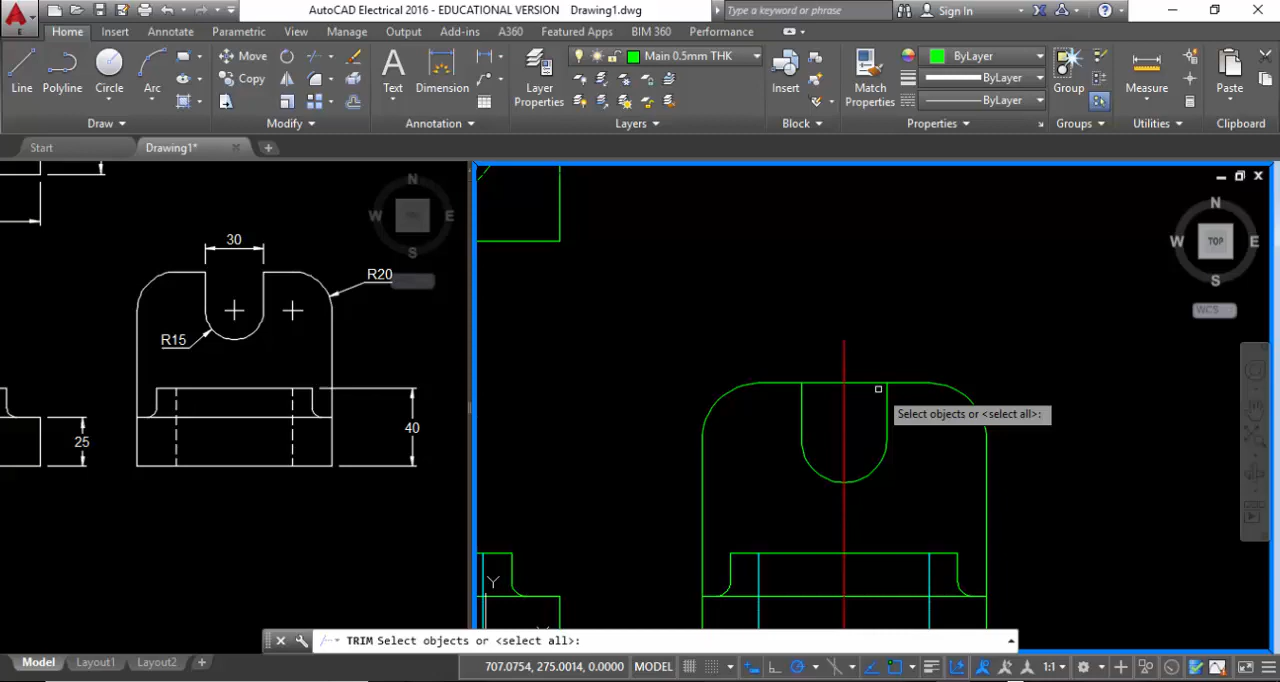 AutoCAD Electrical 2016 - EDUCATIONAL VERSION Drawing1.dwg
Type a keyword or phrase
Sign In
Home Insert Annotate Parametric View Manage Output Add-ins A360 Featured Apps BIM 360 Performance
Line
Polyline
Circle
Arc
Move
Copy
Text
Dimension
Layer
Properties
Main 0.5mm THK
Insert
Match
Properties
ByLayer
ByLayer
ByLayer
Group
Measure
Paste
Draw
Modify
Annotation
Layers
Block
Properties
Groups
Utilities
Clipboard
Start
Drawing1*
N
W
E
S
30
R20
R15
25
40
N
W
TOP
E
S
WCS
Select objects or <select all>:
Y
TRIM Select objects or <select all>:
Model
Layout1
Layout2
707.0754, 275.0014, 0.0000 MODEL
1:1